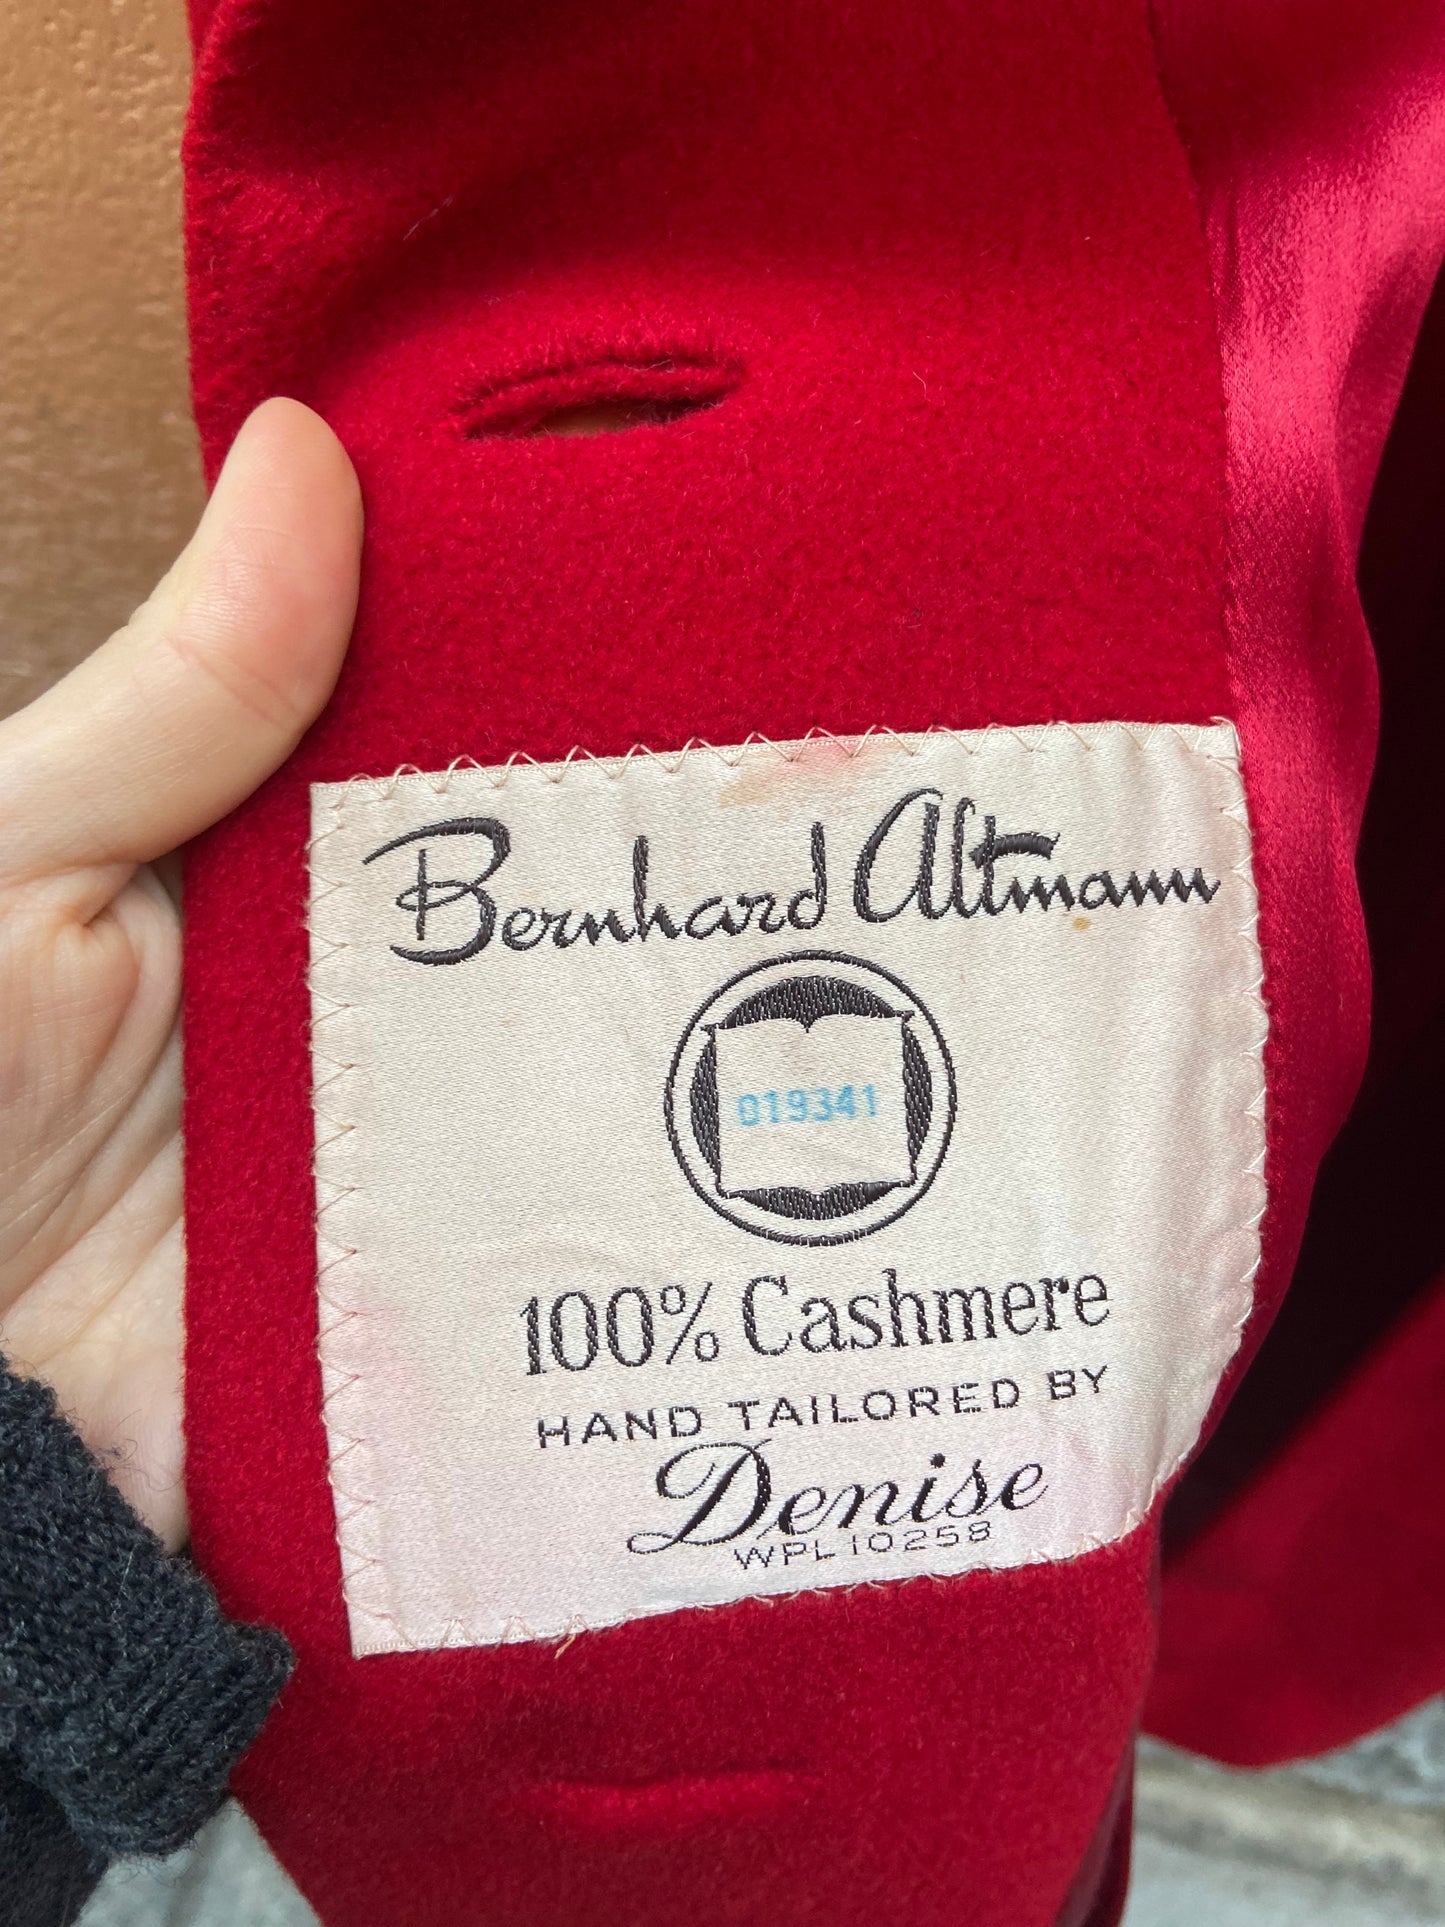 Bernhard Altmann
019341
100% Cashmere
HAND TAILORED BY
Denise
WPL 10258